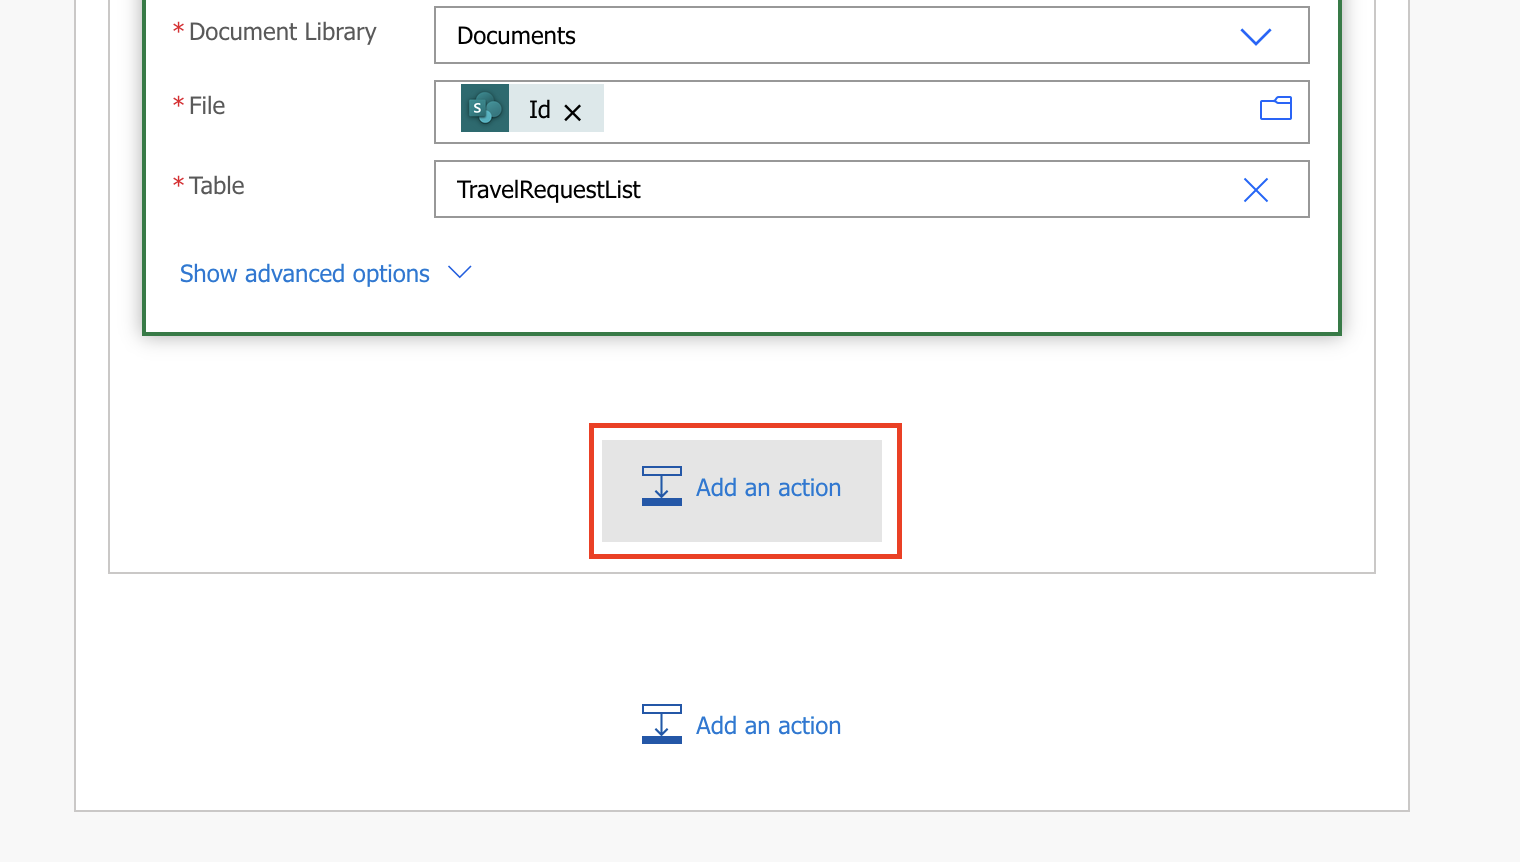 * Document Library
Documents
* File
S
Id
* Table
TravelRequestList
Show advanced options
Add an action
Add an action